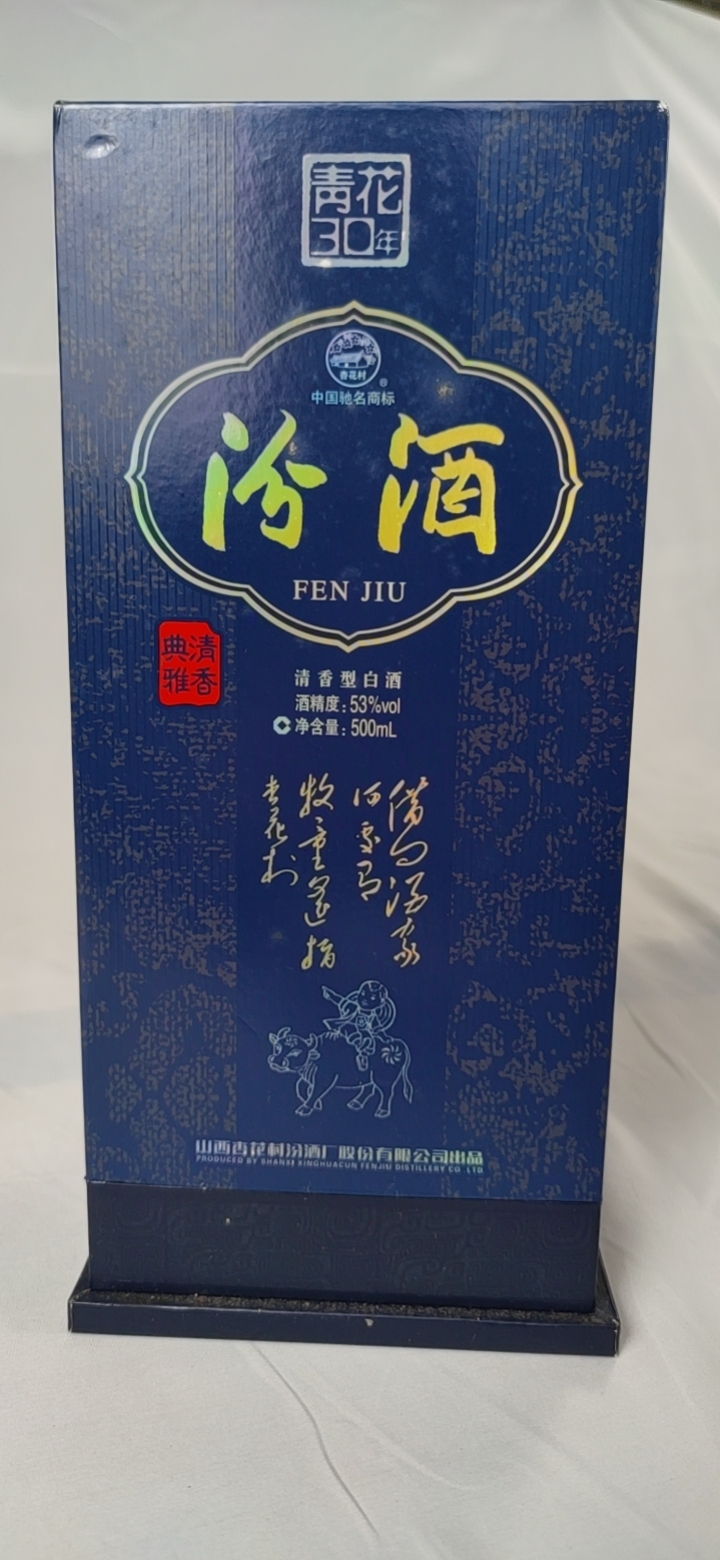 青花
30年
杏花村
®
中国驰名商标
汾酒
FEN JIU
清香
典雅
清香型白酒
酒精度：53%vol
净含量：500mL
借问酒家
何处有
牧童遥指
杏花村
山西杏花村汾酒厂股份有限公司出品
PRODUCED BY SHANXI XINGHUACUN FENJIU DISTILLERY CO LTD